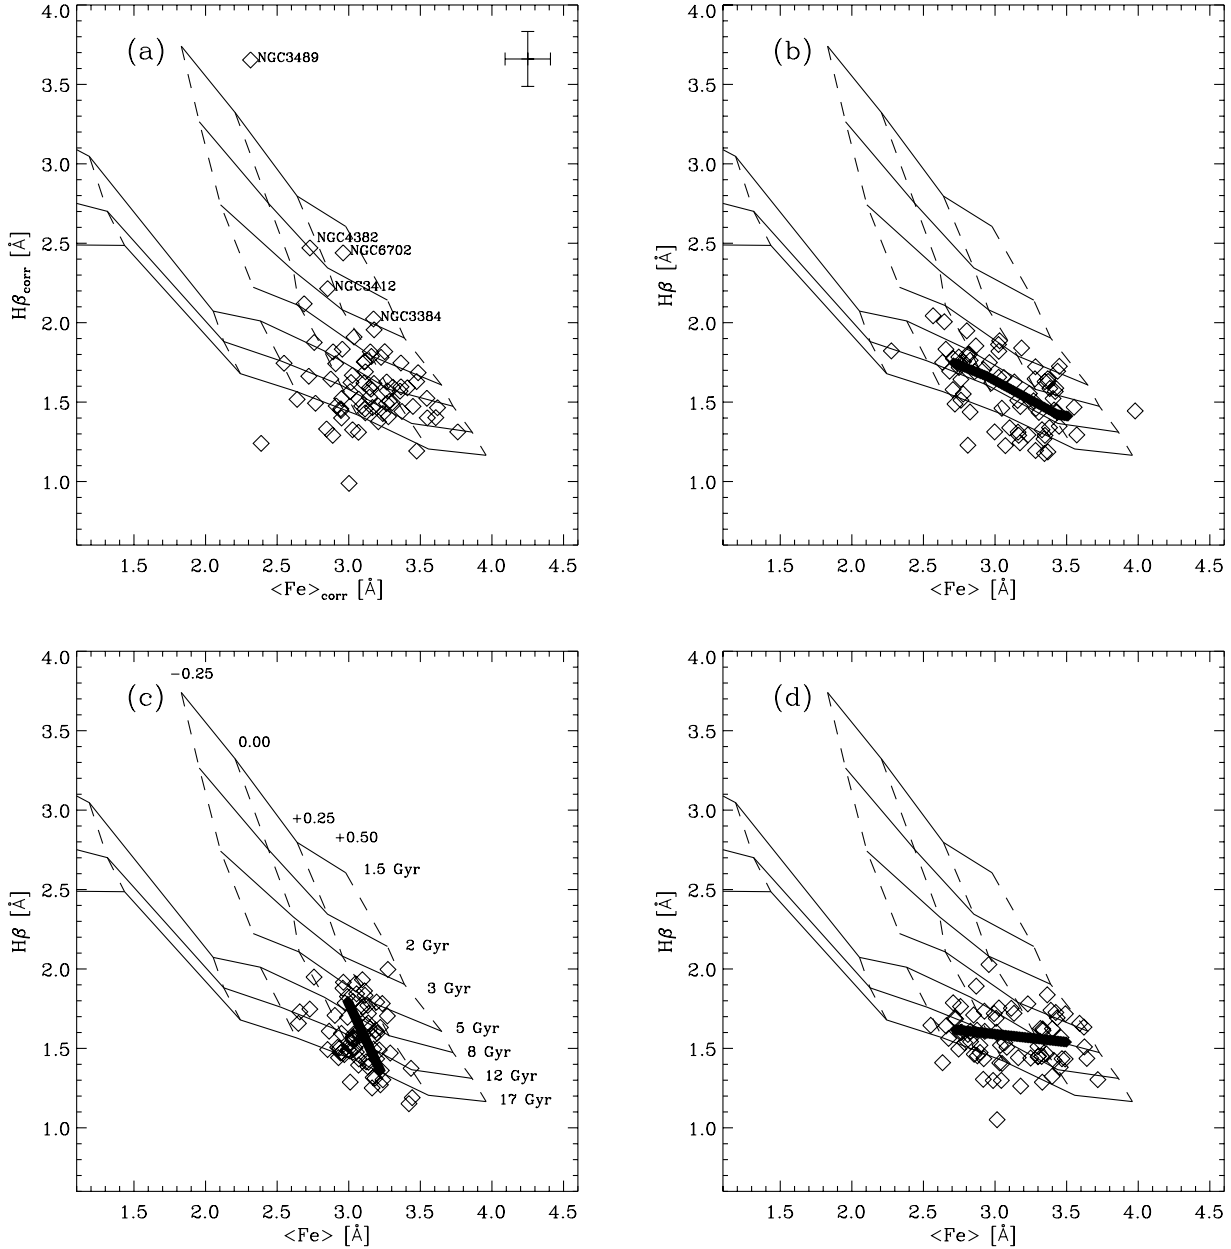 (a)
NGC3489
NGC4382
NGC6702
NGC3412
NGC3384
4.0
3.5
3.0
2.5
2.0
1.5
1.0
Hβcorr [Å]
1.5 2.0 2.5 3.0 3.5 4.0 4.5
<Fe>corr [Å]
(b)
4.0
3.5
3.0
2.5
2.0
1.5
1.0
Hβ [Å]
1.5 2.0 2.5 3.0 3.5 4.0 4.5
<Fe> [Å]
(c)
−0.25
0.00
+0.25
+0.50
1.5 Gyr
2 Gyr
3 Gyr
5 Gyr
8 Gyr
12 Gyr
17 Gyr
4.0
3.5
3.0
2.5
2.0
1.5
1.0
Hβ [Å]
1.5 2.0 2.5 3.0 3.5 4.0 4.5
<Fe> [Å]
(d)
4.0
3.5
3.0
2.5
2.0
1.5
1.0
Hβ [Å]
1.5 2.0 2.5 3.0 3.5 4.0 4.5
<Fe> [Å]